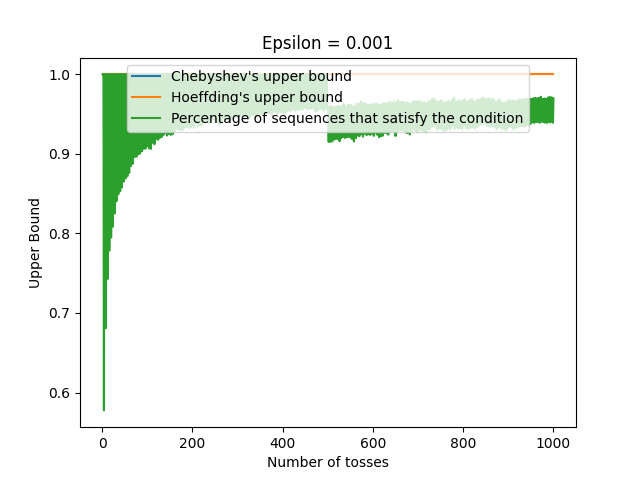 Epsilon = 0.001
Chebyshev's upper bound
Hoeffding's upper bound
Percentage of sequences that satisfy the condition
1.0
0.9
0.8
0.7
0.6
Upper Bound
0
200
400
600
800
1000
Number of tosses